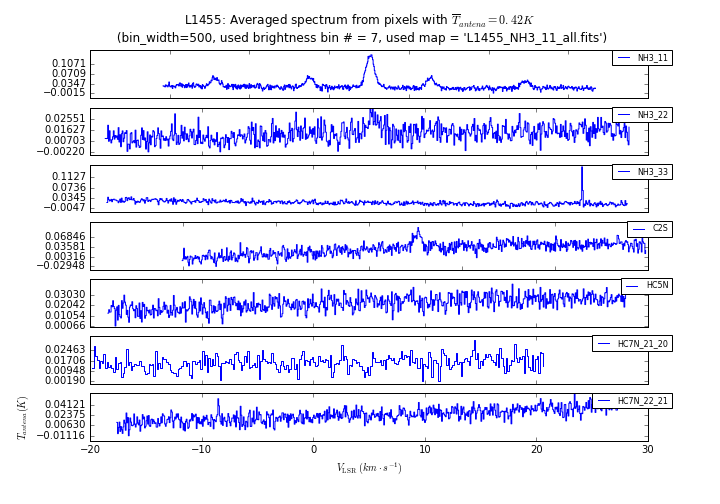 L1455: Averaged spectrum from pixels with T̅antena = 0.42K
(bin_width=500, used brightness bin # = 7, used map = 'L1455_NH3_11_all.fits')
NH3_11
0.1071
0.0709
0.0347
−0.0015
NH3_22
0.02551
0.01627
0.00703
−0.00220
NH3_33
0.1127
0.0736
0.0345
−0.0047
C2S
0.06846
0.03581
0.00316
−0.02948
HC5N
0.03030
0.02042
0.01054
0.00066
HC7N_21_20
0.02463
0.01706
0.00948
0.00190
HC7N_22_21
0.04121
0.02375
0.00630
−0.01116
Tantena(K)
−20 −10 0 10 20 30
VLSR (km · s⁻¹)